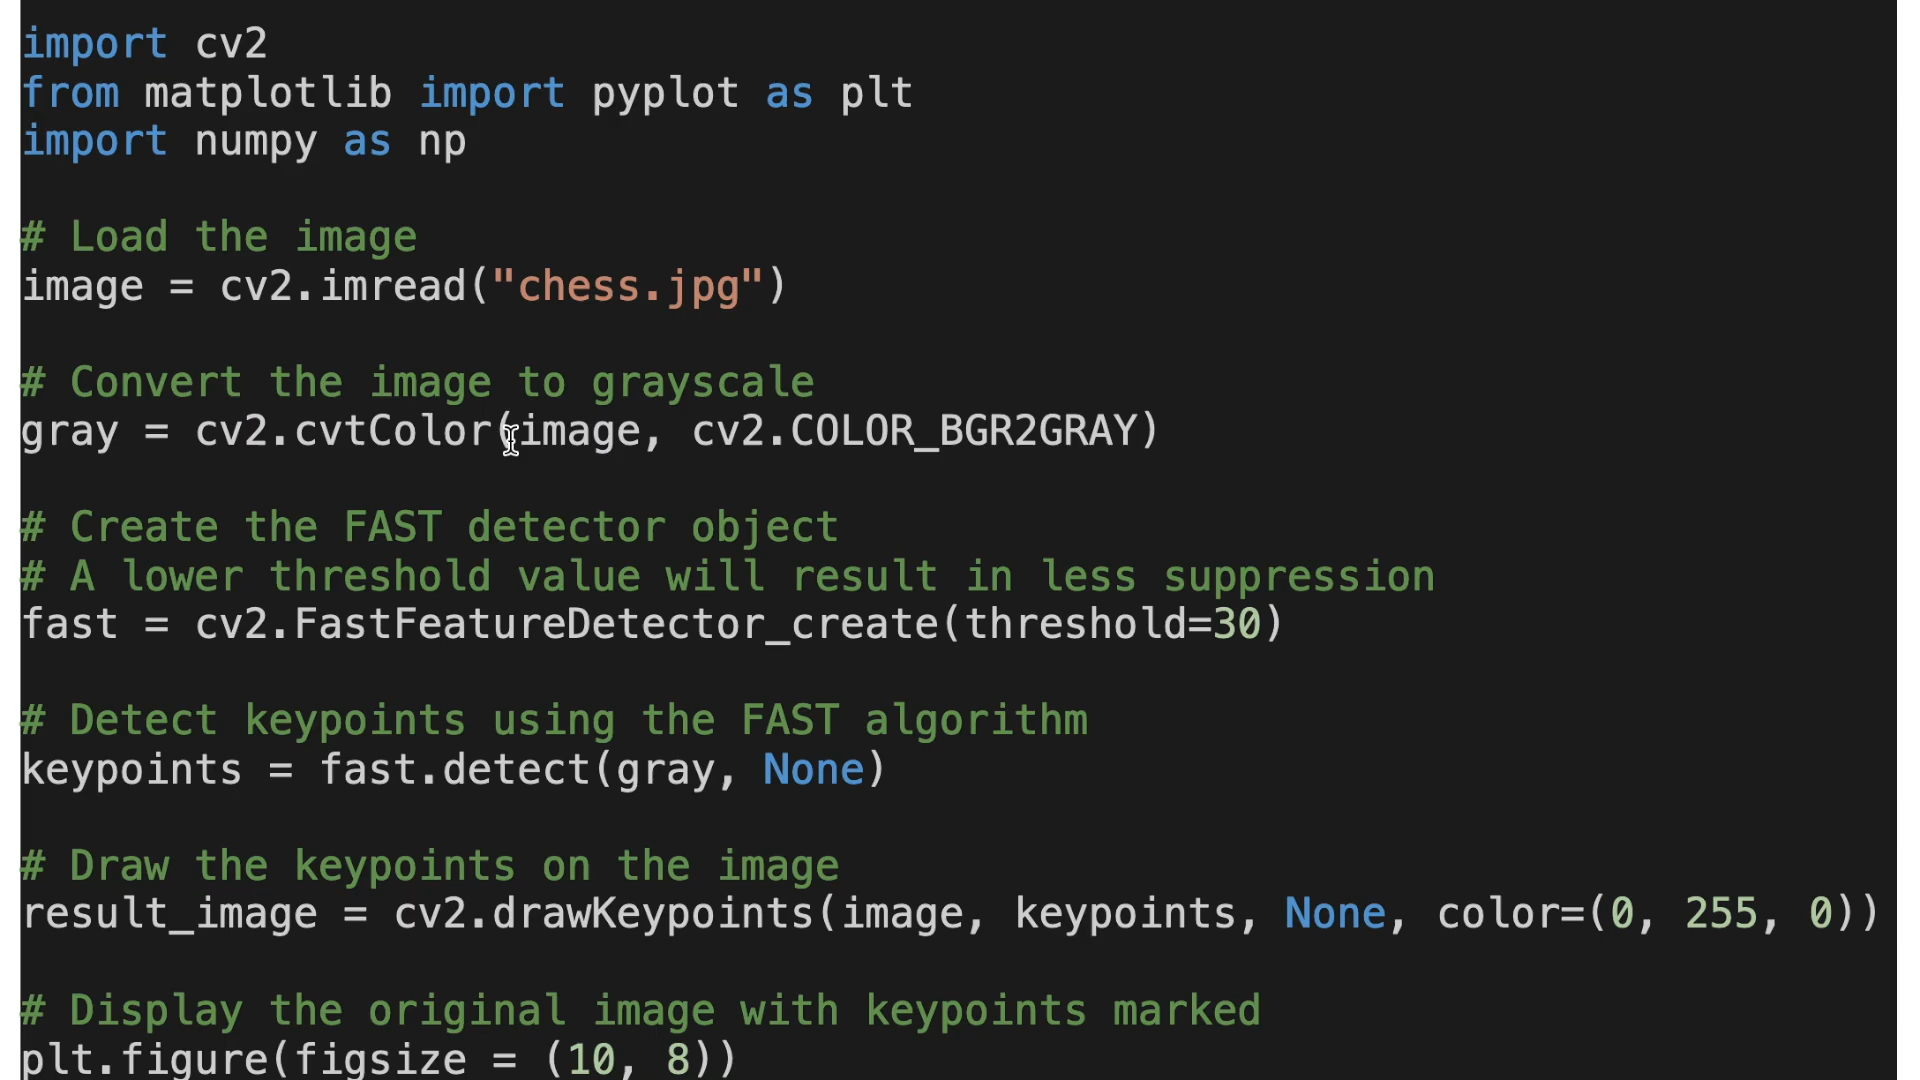 import cv2
from matplotlib import pyplot as plt
import numpy as np
# Load the image
image = cv2.imread("chess.jpg")
# Convert the image to grayscale
gray = cv2.cvtColor(image, cv2.COLOR_BGR2GRAY)
# Create the FAST detector object
# A lower threshold value will result in less suppression
fast = cv2.FastFeatureDetector_create(threshold=30)
# Detect keypoints using the FAST algorithm
keypoints = fast.detect(gray, None)
# Draw the keypoints on the image
result_image = cv2.drawKeypoints(image, keypoints, None, color=(0, 255, 0))
# Display the original image with keypoints marked
plt.figure(figsize = (10, 8))